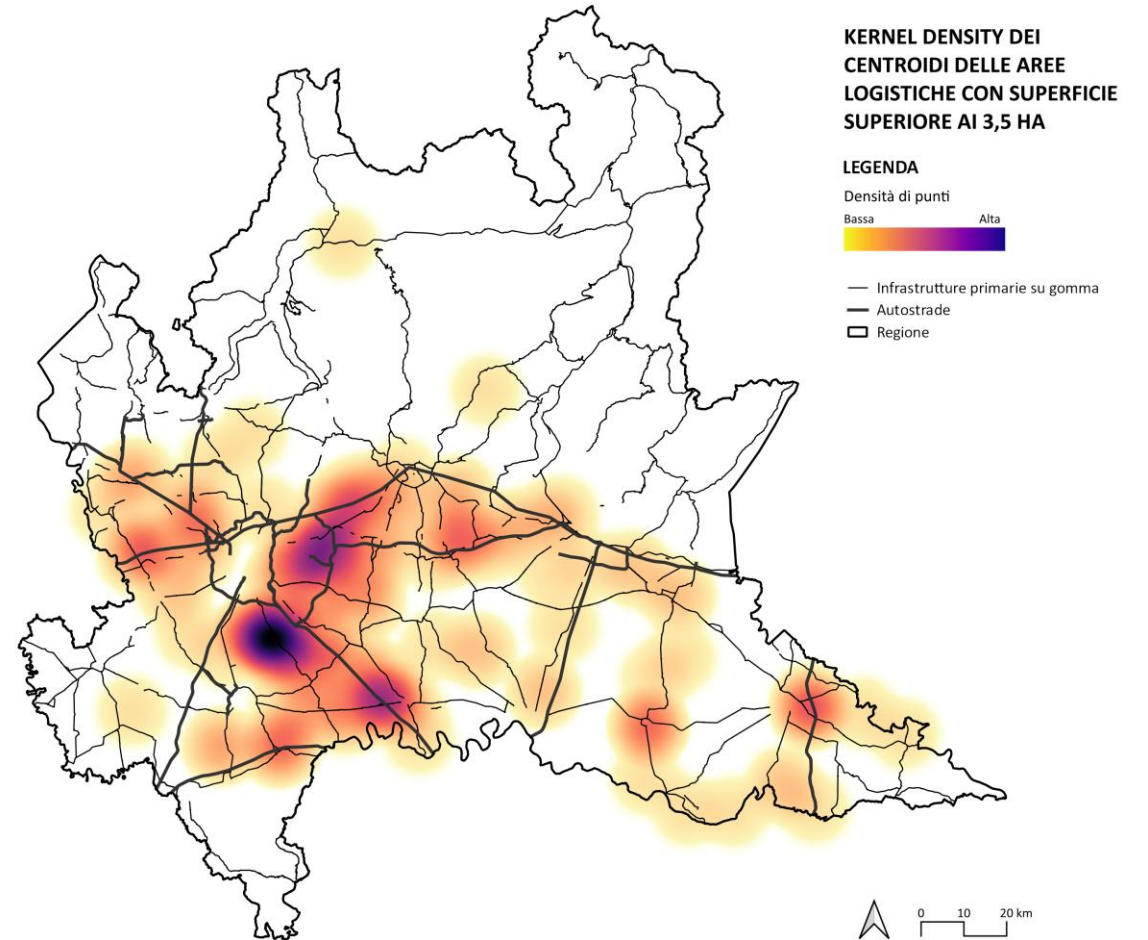 KERNEL DENSITY DEI
CENTROIDI DELLE AREE
LOGISTICHE CON SUPERFICIE
SUPERIORE AI 3,5 HA
LEGENDA
Densità di punti
Bassa Alta
Infrastrutture primarie su gomma
Autostrade
Regione
0 10 20 km